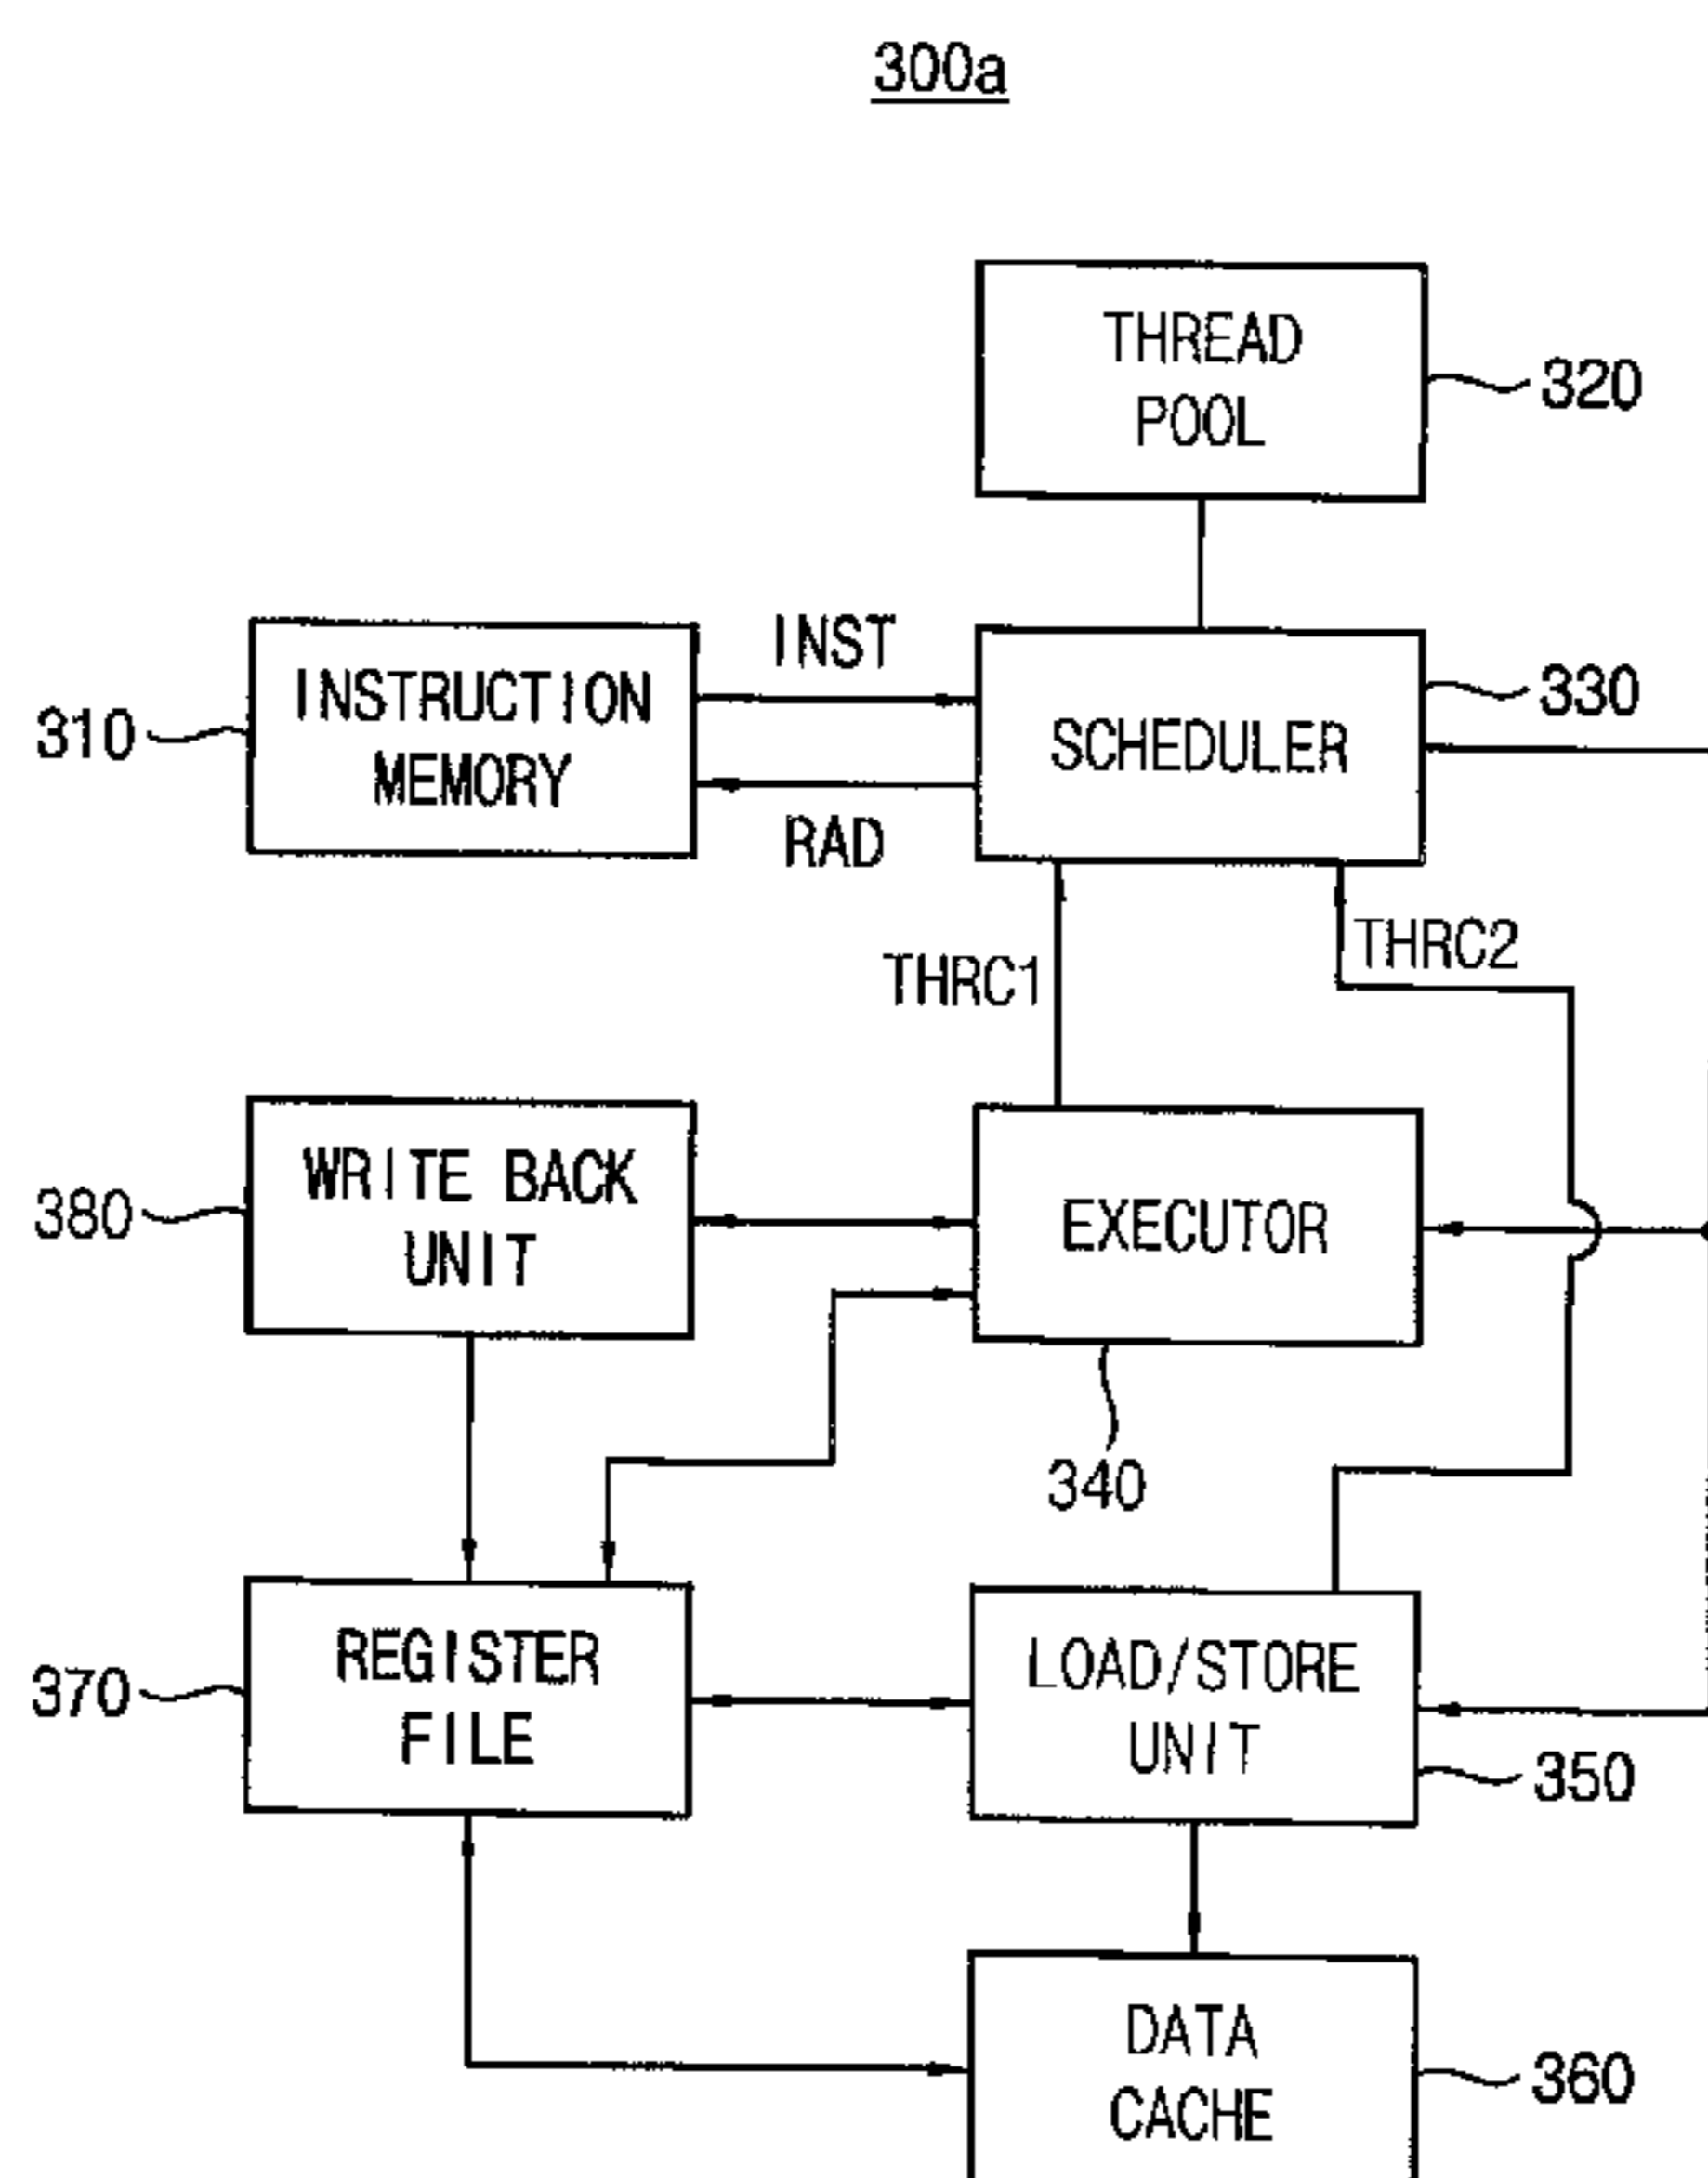 300a
THREAD
POOL
320
INST
INSTRUCTION
MEMORY
310
SCHEDULER
330
RAD
THRC2
THRC1
WRITE BACK
UNIT
380
EXECUTOR
340
REGISTER
FILE
370
LOAD/STORE
UNIT
350
DATA
CACHE
360